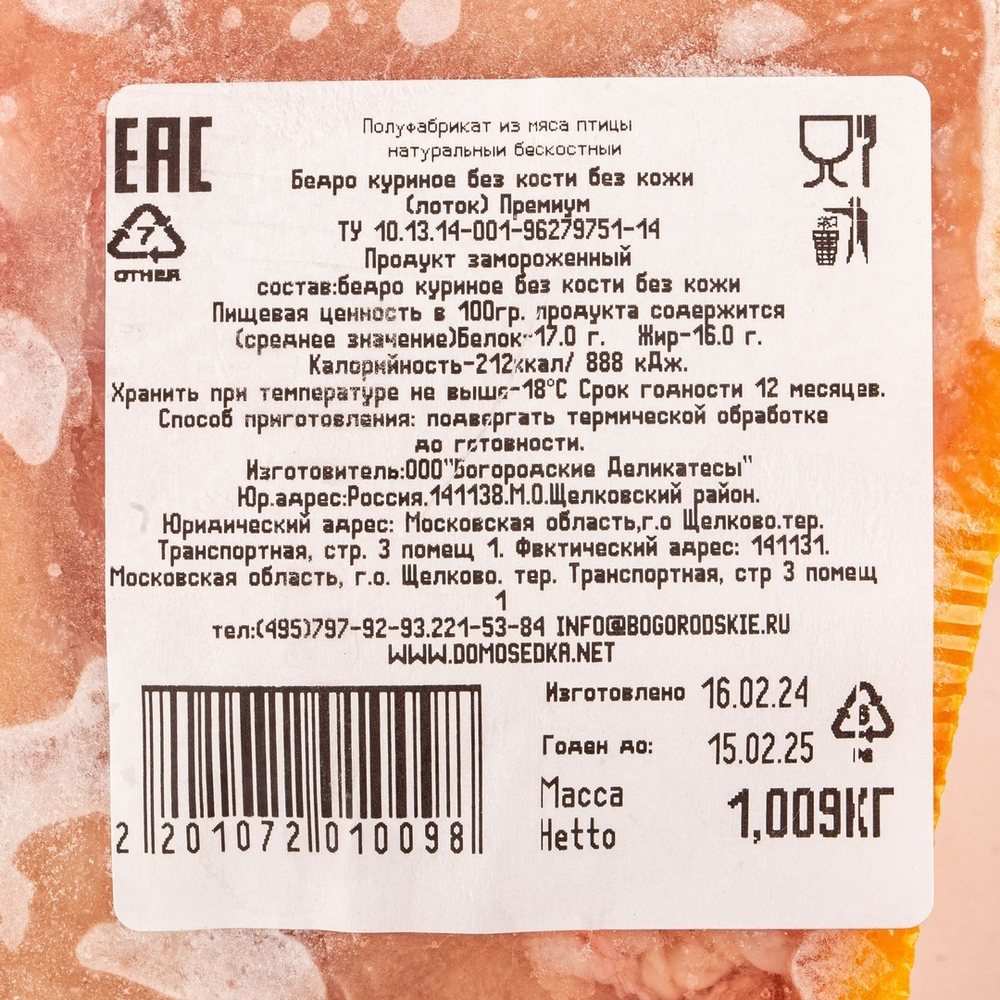 EAC
Полуфабрикат из мяса птицы
натуральный бескостный
Бедро куриное без кости без кожи
(лоток) Премиум
ТУ 10.13.14-001-96279751-14
7
OTHER
Продукт замороженный
состав:бедро куриное без кости без кожи
Пищевая ценность в 100гр. продукта содержится
(среднее значение)Белок-17.0 г. Жир-16.0 г.
Калорийность-212ккал/ 888 кДж.
Хранить при температуре не выше-18°С Срок годности 12 месяцев.
Способ приготовления: подвергать термической обработке
до готовности.
Изготовитель:ООО"Богородские Деликатесы"
Юр.адрес:Россия.141138.М.О.Щелковский район.
Юридический адрес: Московская область,г.о Щелково.тер.
Транспортная, стр. 3 помещ 1. Фвктический адрес: 141131.
Московская область, г.о. Щелково. тер. Транспортная, стр 3 помещ
1
тел:(495)797-92-93.221-53-84 INFO@BOGORODSKIE.RU
WWW.DOMOSEDKA.NET
Изготовлено 16.02.24
Годен до: 15.02.25
Масса
Нетто
1,009КГ
2 201072 010098